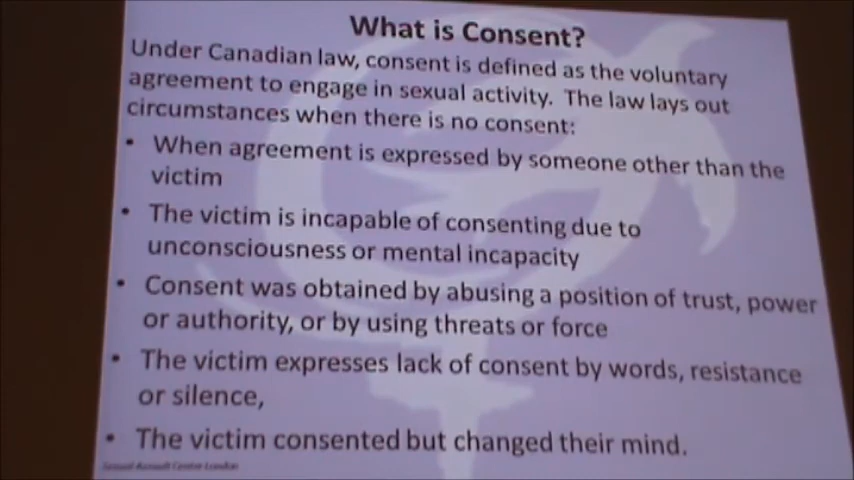 What is Consent?
Under Canadian law, consent is defined as the voluntary
agreement to engage in sexual activity. The law lays out
circumstances when there is no consent:
• When agreement is expressed by someone other than the
victim
• The victim is incapable of consenting due to
unconsciousness or mental incapacity
• Consent was obtained by abusing a position of trust, power
or authority, or by using threats or force
• The victim expresses lack of consent by words, resistance
or silence,
• The victim consented but changed their mind.
Sexual Assault Center London